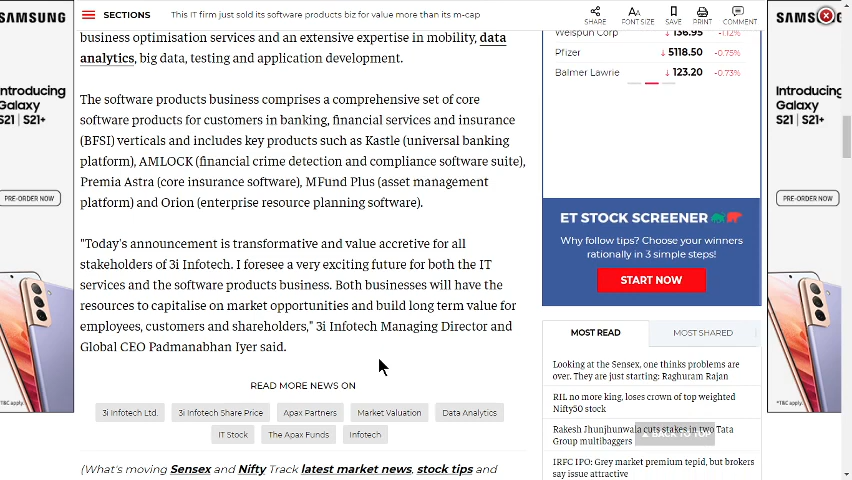 SAMSUNG
Introducing
Galaxy
S21 | S21+
PRE-ORDER NOW
*T&C apply.
SECTIONS
This IT firm just sold its software products biz for value more than its m-cap
SHARE
FONT SIZE
SAVE
PRINT
COMMENT
business optimisation services and an extensive expertise in mobility, data
analytics, big data, testing and application development.
The software products business comprises a comprehensive set of core
software products for customers in banking, financial services and insurance
(BFSI) verticals and includes key products such as Kastle (universal banking
platform), AMLOCK (financial crime detection and compliance software suite),
Premia Astra (core insurance software), MFund Plus (asset management
platform) and Orion (enterprise resource planning software).
"Today's announcement is transformative and value accretive for all
stakeholders of 3i Infotech. I foresee a very exciting future for both the IT
services and the software products business. Both businesses will have the
resources to capitalise on market opportunities and build long term value for
employees, customers and shareholders," 3i Infotech Managing Director and
Global CEO Padmanabhan Iyer said.
READ MORE NEWS ON
3i Infotech Ltd.
3i Infotech Share Price
Apax Partners
Market Valuation
Data Analytics
IT Stock
The Apax Funds
Infotech
(What's moving Sensex and Nifty Track latest market news, stock tips and
Welspun Corp 136.95 -1.12%
Pfizer 5118.50 -0.75%
Balmer Lawrie 123.20 -0.73%
ET STOCK SCREENER
Why follow tips? Choose your winners
rationally in 3 simple steps!
START NOW
MOST READ
MOST SHARED
Looking at the Sensex, one thinks problems are
over. They are just starting: Raghuram Rajan
RIL no more king, loses crown of top weighted
Nifty50 stock
Rakesh Jhunjhunwala cuts stakes in two Tata
Group multibaggers
BACK TO TOP
IRFC IPO: Grey market premium tepid, but brokers
say issue attractive
SAMS
Introducing
Galaxy
S21 | S21+
PRE-ORDER NOW
*T&C apply.